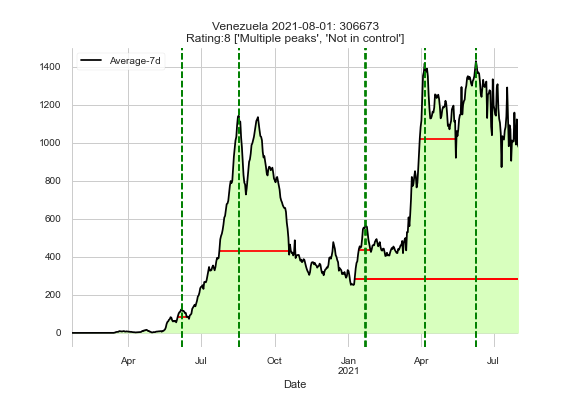 Venezuela 2021-08-01: 306673
Rating:8 ['Multiple peaks', 'Not in control']
Average-7d
1400
1200
1000
800
600
400
200
0
Apr
Jul
Oct
Jan
2021
Apr
Jul
Date